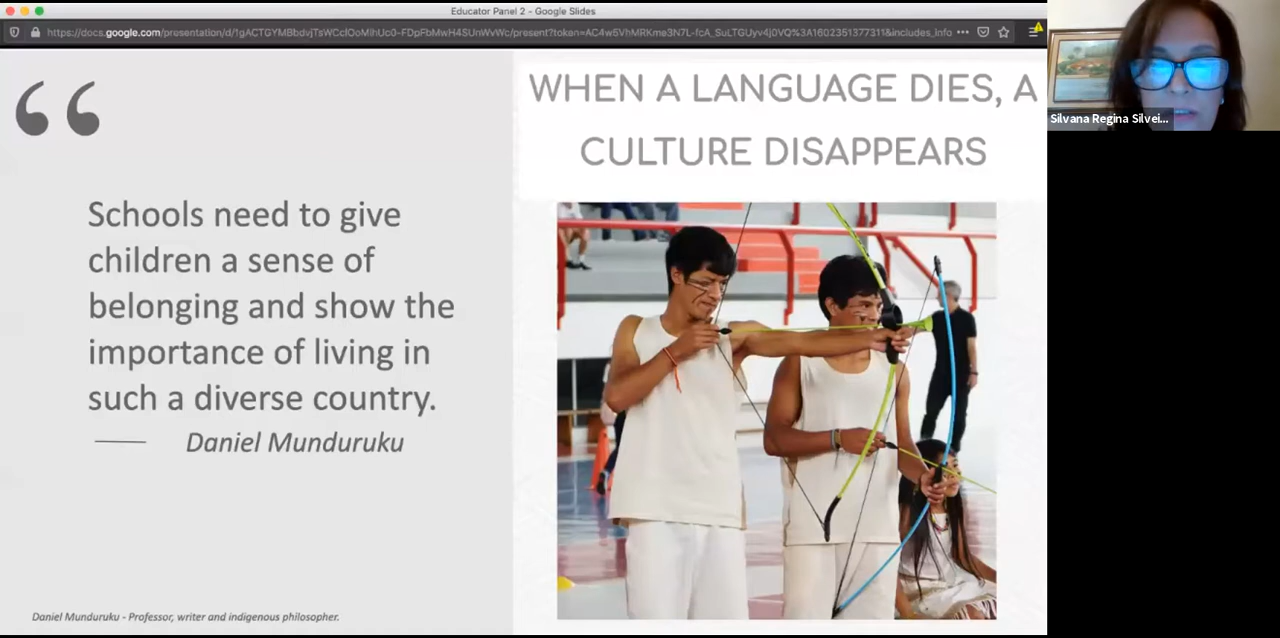 Educator Panel 2 - Google Slides
“
Schools need to give
children a sense of
belonging and show the
importance of living in
such a diverse country.
Daniel Munduruku
Daniel Munduruku - Professor, writer and indigenous philosopher.
WHEN A LANGUAGE DIES, A
CULTURE DISAPPEARS
Silvana Regina Silvei...